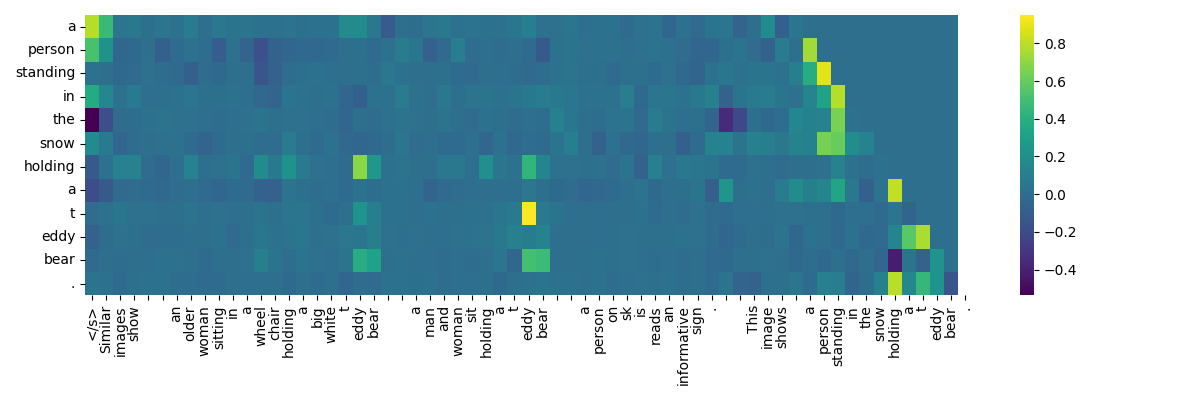 a
person
standing
in
the
snow
holding
a
t
eddy
bear
.
</s>
Similar
images
show
an
older
woman
sitting
in
a
wheel
chair
holding
a
big
white
t
eddy
bear
a
man
and
woman
sit
holding
a
t
eddy
bear
a
person
on
sk
is
reads
an
informative
sign
.
This
image
shows
a
person
standing
in
the
snow
holding
a
t
eddy
bear
.
0.8
0.6
0.4
0.2
0.0
−0.2
−0.4